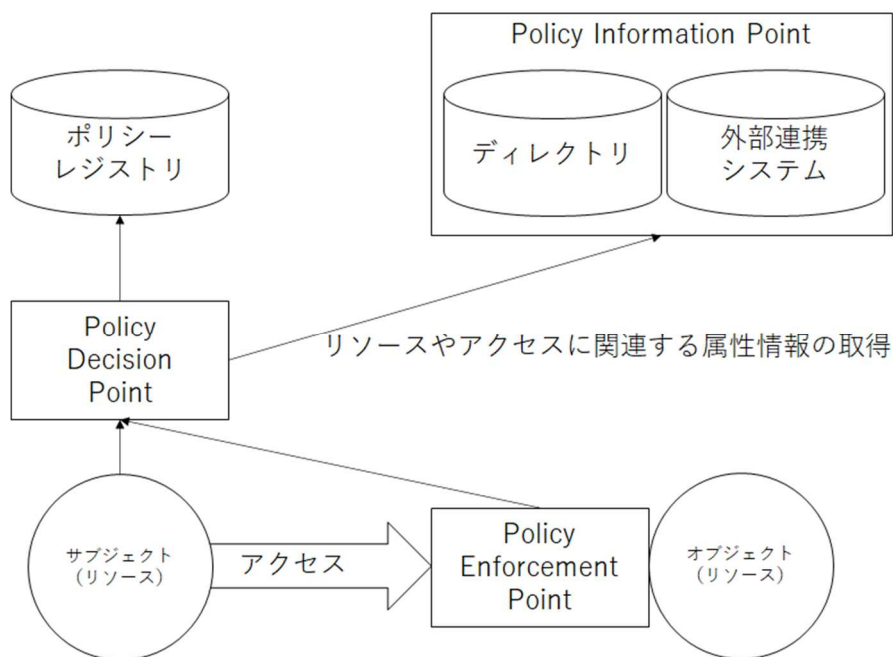 Policy Information Point
ポリシー
レジストリ
ディレクトリ
外部連携
システム
Policy
Decision
Point
リソースやアクセスに関連する属性情報の取得
サブジェクト
(リソース)
アクセス
Policy
Enforcement
Point
オブジェクト
(リソース)